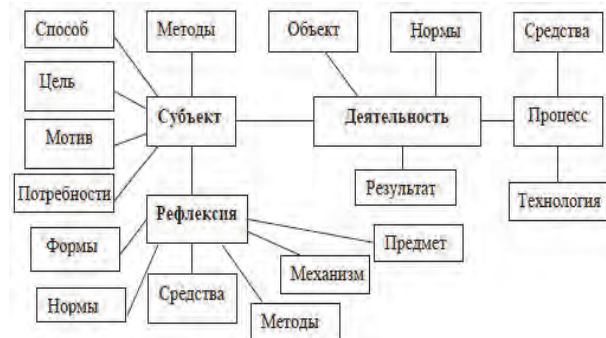 Способ
Методы
Объект
Нормы
Средства
Цель
Субъект
Деятельность
Процесс
Мотив
Потребности
Результат
Технология
Рефлексия
Формы
Предмет
Механизм
Нормы
Средства
Методы